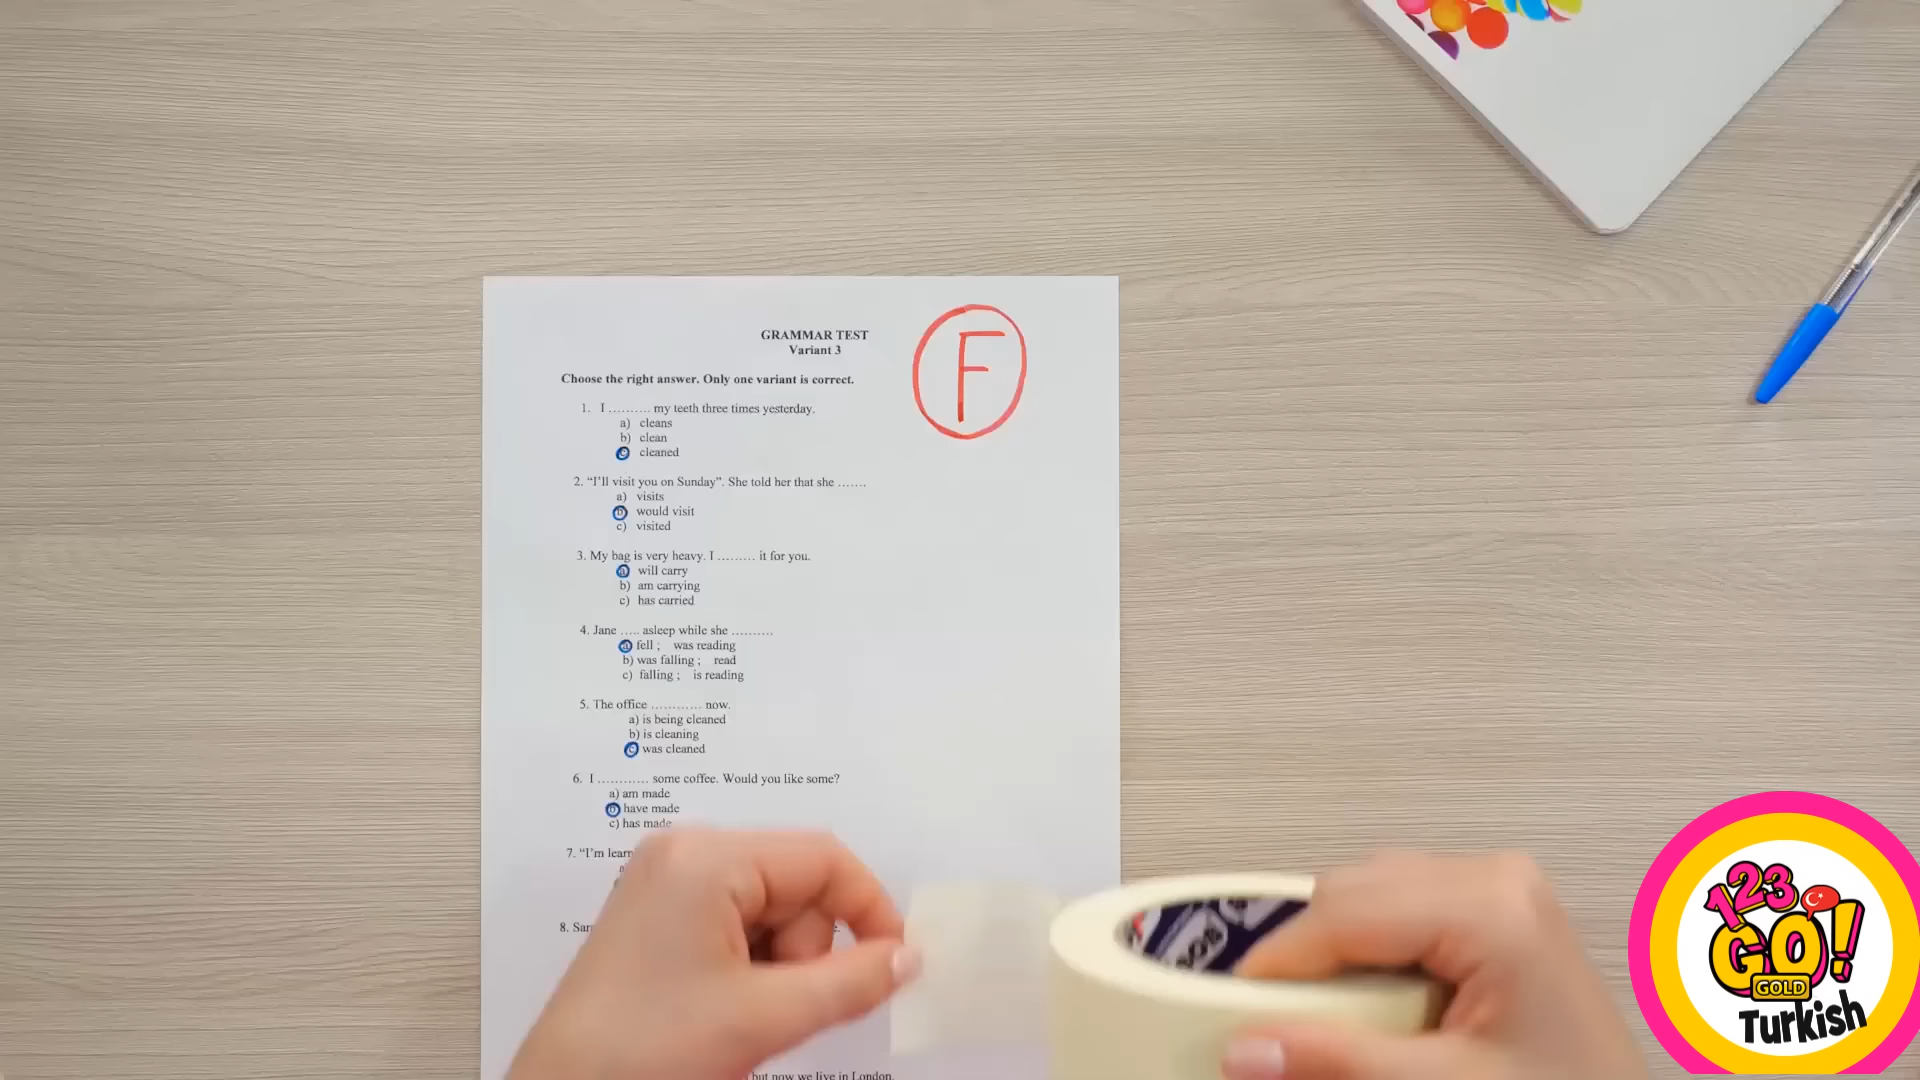 GRAMMAR TEST
Variant 3
F
Choose the right answer. Only one variant is correct.
1. I .......... my teeth three times yesterday.
a) cleans
b) clean
c) cleaned
2. “I’ll visit you on Sunday”. She told her that she .......
a) visits
b) would visit
c) visited
3. My bag is very heavy. I ......... it for you.
a) will carry
b) am carrying
c) has carried
4. Jane ..... asleep while she ..........
a) fell ; was reading
b) was falling ; read
c) falling ; is reading
5. The office ............ now.
a) is being cleaned
b) is cleaning
c) was cleaned
6. I ............ some coffee. Would you like some?
a) am made
b) have made
c) has made
7. “I’m
8.
but now we live in London.
123
GO!
GOLD
Turkish